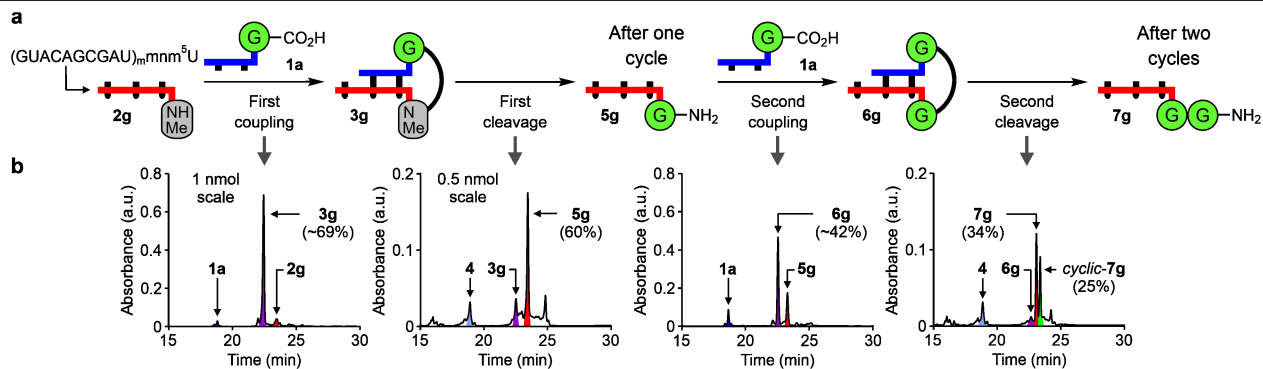 a
(GUACAGCGAU)ₘmnm⁵U
2g
NH
Me
G
CO₂H
1a
First
coupling
G
3g
N
Me
First
cleavage
After one
cycle
5g
G
NH₂
G
CO₂H
1a
Second
coupling
G
6g
G
Second
cleavage
After two
cycles
7g
G
G
NH₂
b
Absorbance (a.u.)
0.8
0.6
0.4
0.2
0
1 nmol
scale
3g
(~69%)
1a
2g
15
20
25
30
Time (min)
Absorbance (a.u.)
0.2
0.1
0
0.5 nmol
scale
5g
(60%)
4
3g
15
20
25
30
Time (min)
Absorbance (a.u.)
0.8
0.6
0.4
0.2
0
6g
(~42%)
1a
5g
15
20
25
30
Time (min)
Absorbance (a.u.)
0.2
0.1
0
7g
(34%)
4
6g
cyclic-7g
(25%)
15
20
25
30
Time (min)